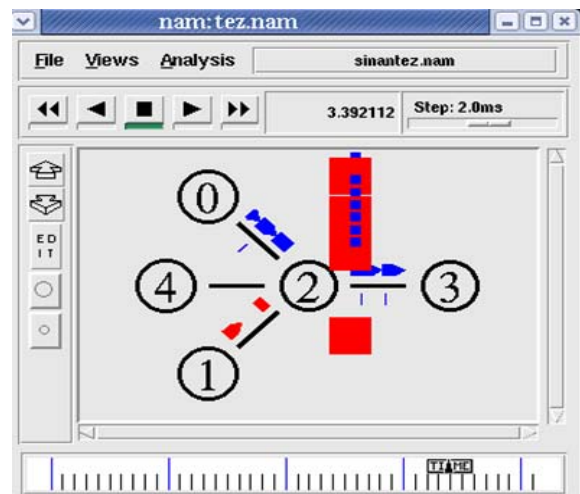 nam: tez.nam
File Views Analysis sinantez.nam
3.392112 Step: 2.0ms
ED
IT
0
4 2 3
1
TIME